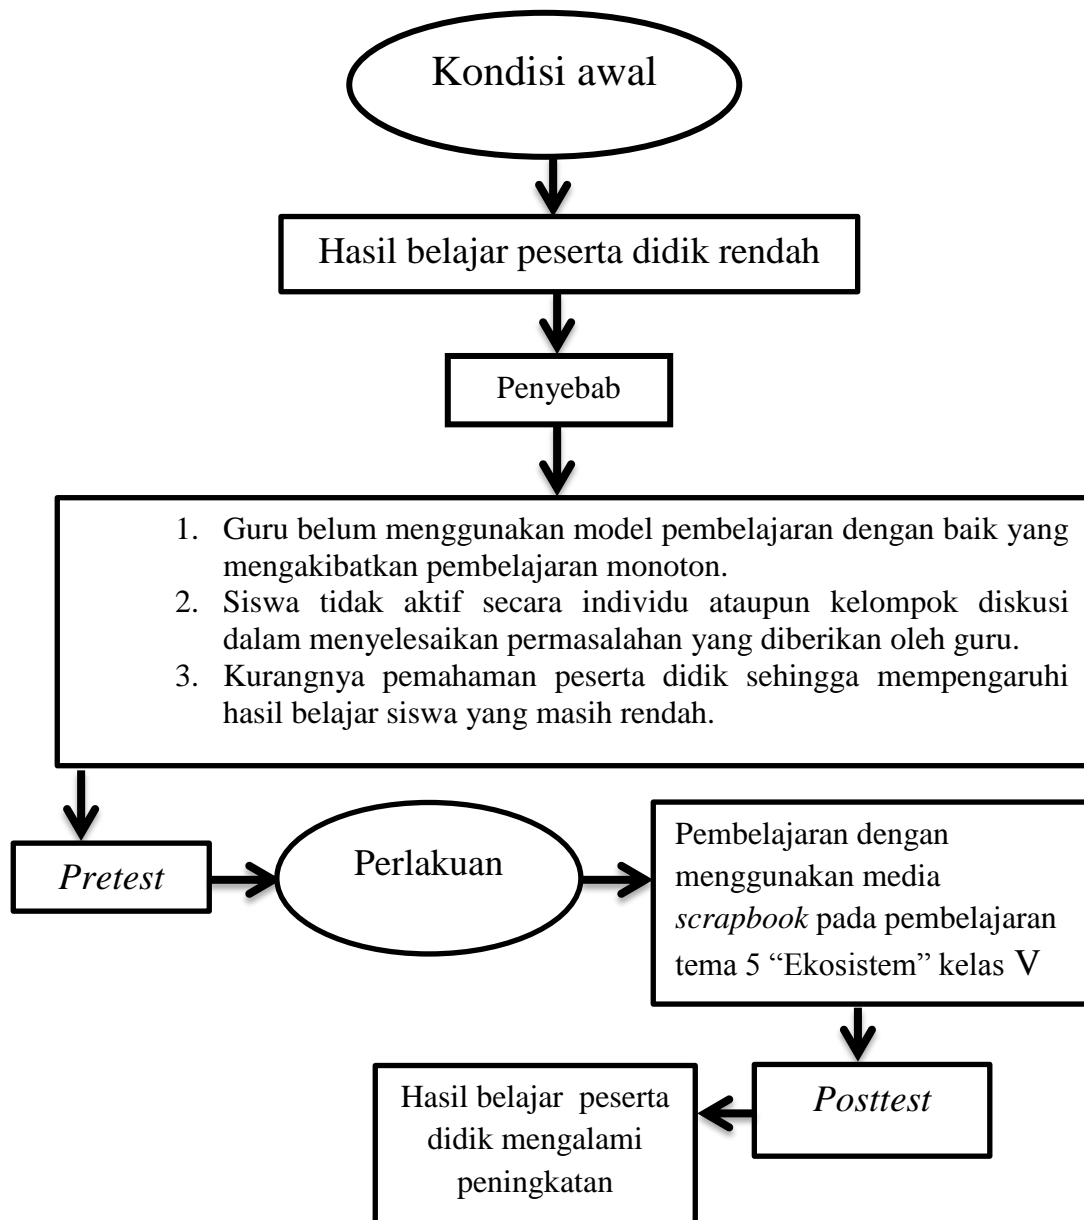 Kondisi awal
Hasil belajar peserta didik rendah
Penyebab
1. Guru belum menggunakan model pembelajaran dengan baik yang
mengakibatkan pembelajaran monoton.
2. Siswa tidak aktif secara individu ataupun kelompok diskusi
dalam menyelesaikan permasalahan yang diberikan oleh guru.
3. Kurangnya pemahaman peserta didik sehingga mempengaruhi
hasil belajar siswa yang masih rendah.
Pretest
Perlakuan
Pembelajaran dengan
menggunakan media
scrapbook pada pembelajaran
tema 5 “Ekosistem” kelas V
Posttest
Hasil belajar peserta
didik mengalami
peningkatan